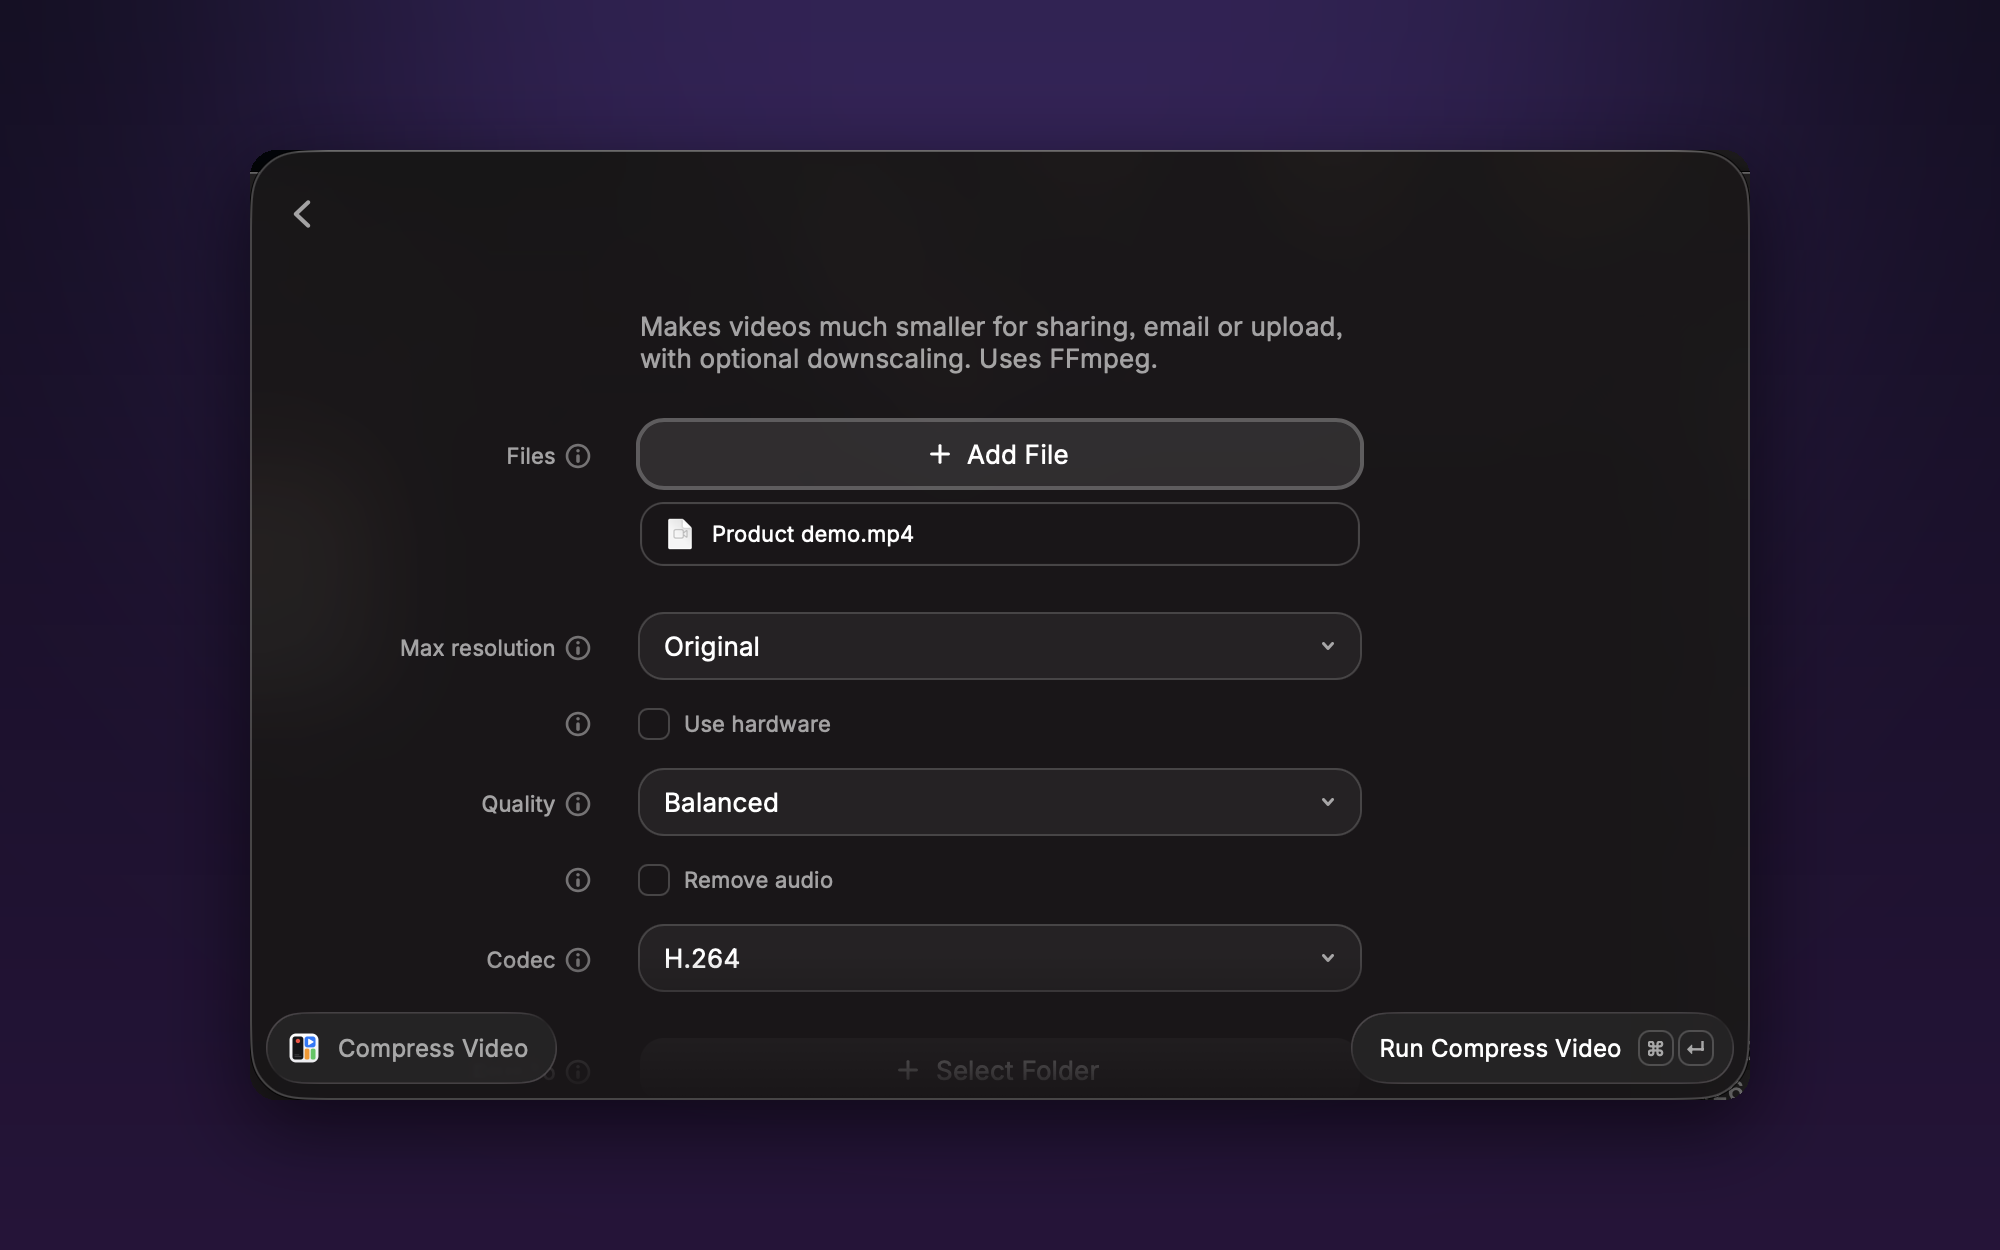 Makes videos much smaller for sharing, email or upload,
with optional downscaling. Uses FFmpeg.
Files
+ Add File
Product demo.mp4
Max resolution
Original
Use hardware
Quality
Balanced
Remove audio
Codec
H.264
+ Select Folder
Compress Video
Run Compress Video ⌘ ↵